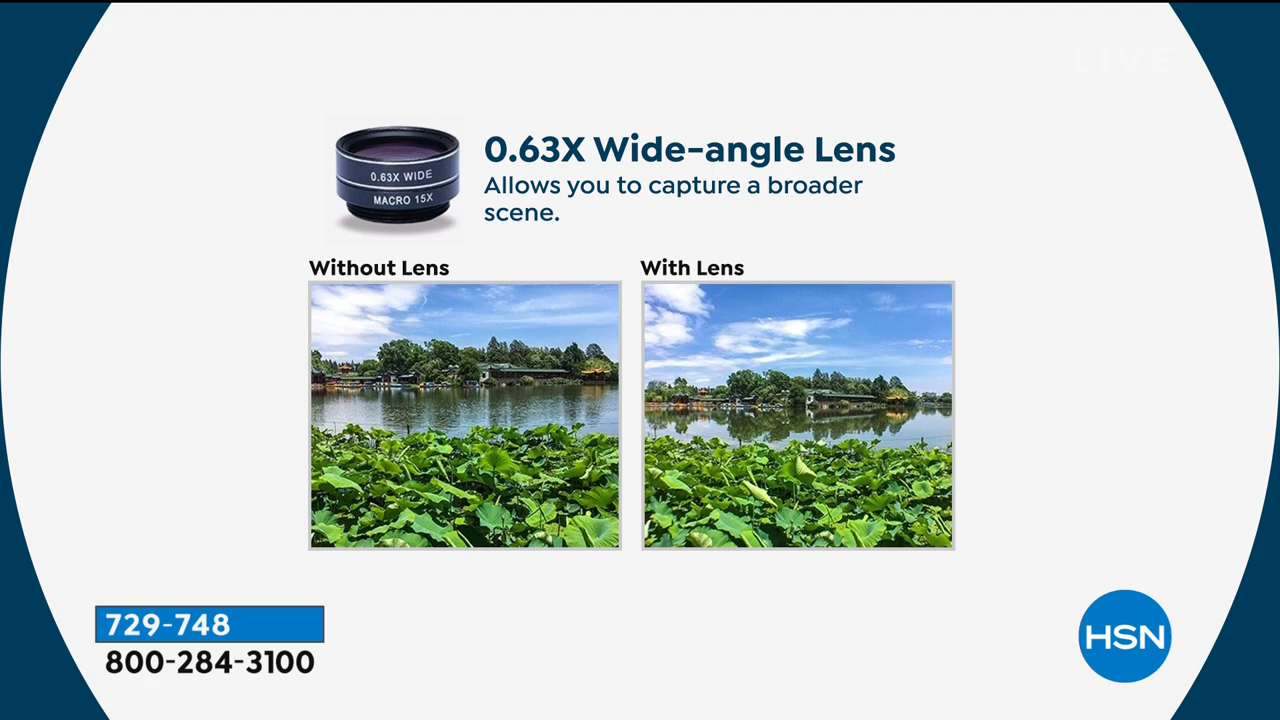 LIVE
0.63X Wide-angle Lens
0.63X WIDE
MACRO 15X
Allows you to capture a broader
scene.
Without Lens
With Lens
729-748
800-284-3100
HSN